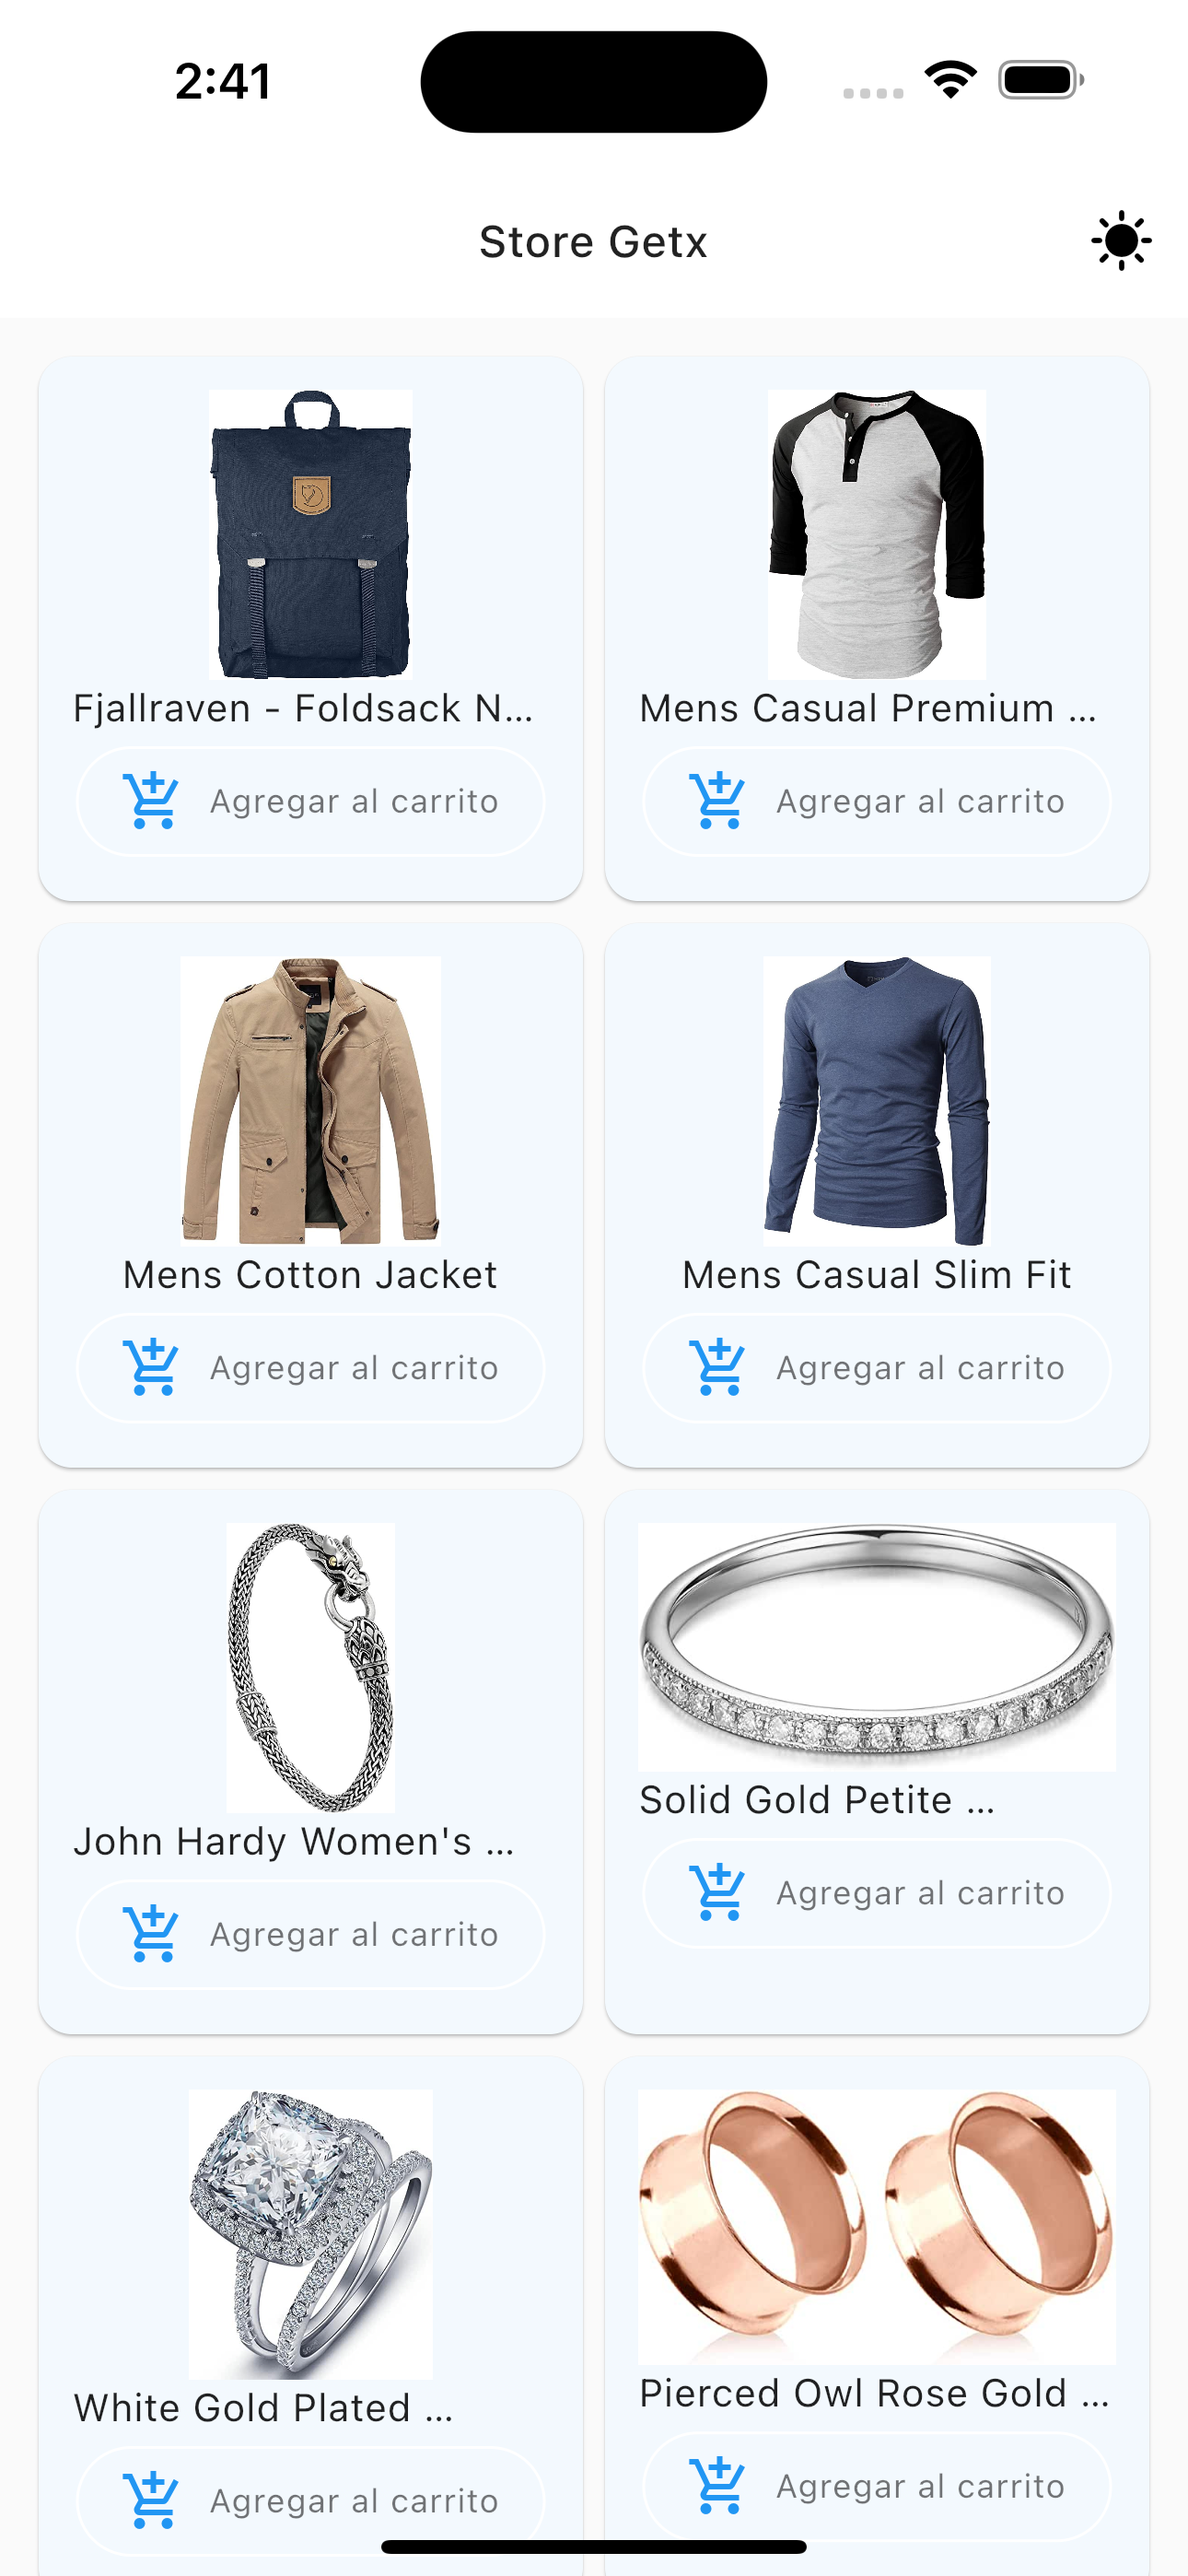 2:41
Store Getx
Fjallraven - Foldsack N...
Mens Casual Premium ...
Agregar al carrito
Agregar al carrito
Mens Cotton Jacket
Mens Casual Slim Fit
Agregar al carrito
Agregar al carrito
John Hardy Women's ...
Solid Gold Petite ...
Agregar al carrito
Agregar al carrito
White Gold Plated ...
Pierced Owl Rose Gold ...
Agregar al carrito
Agregar al carrito